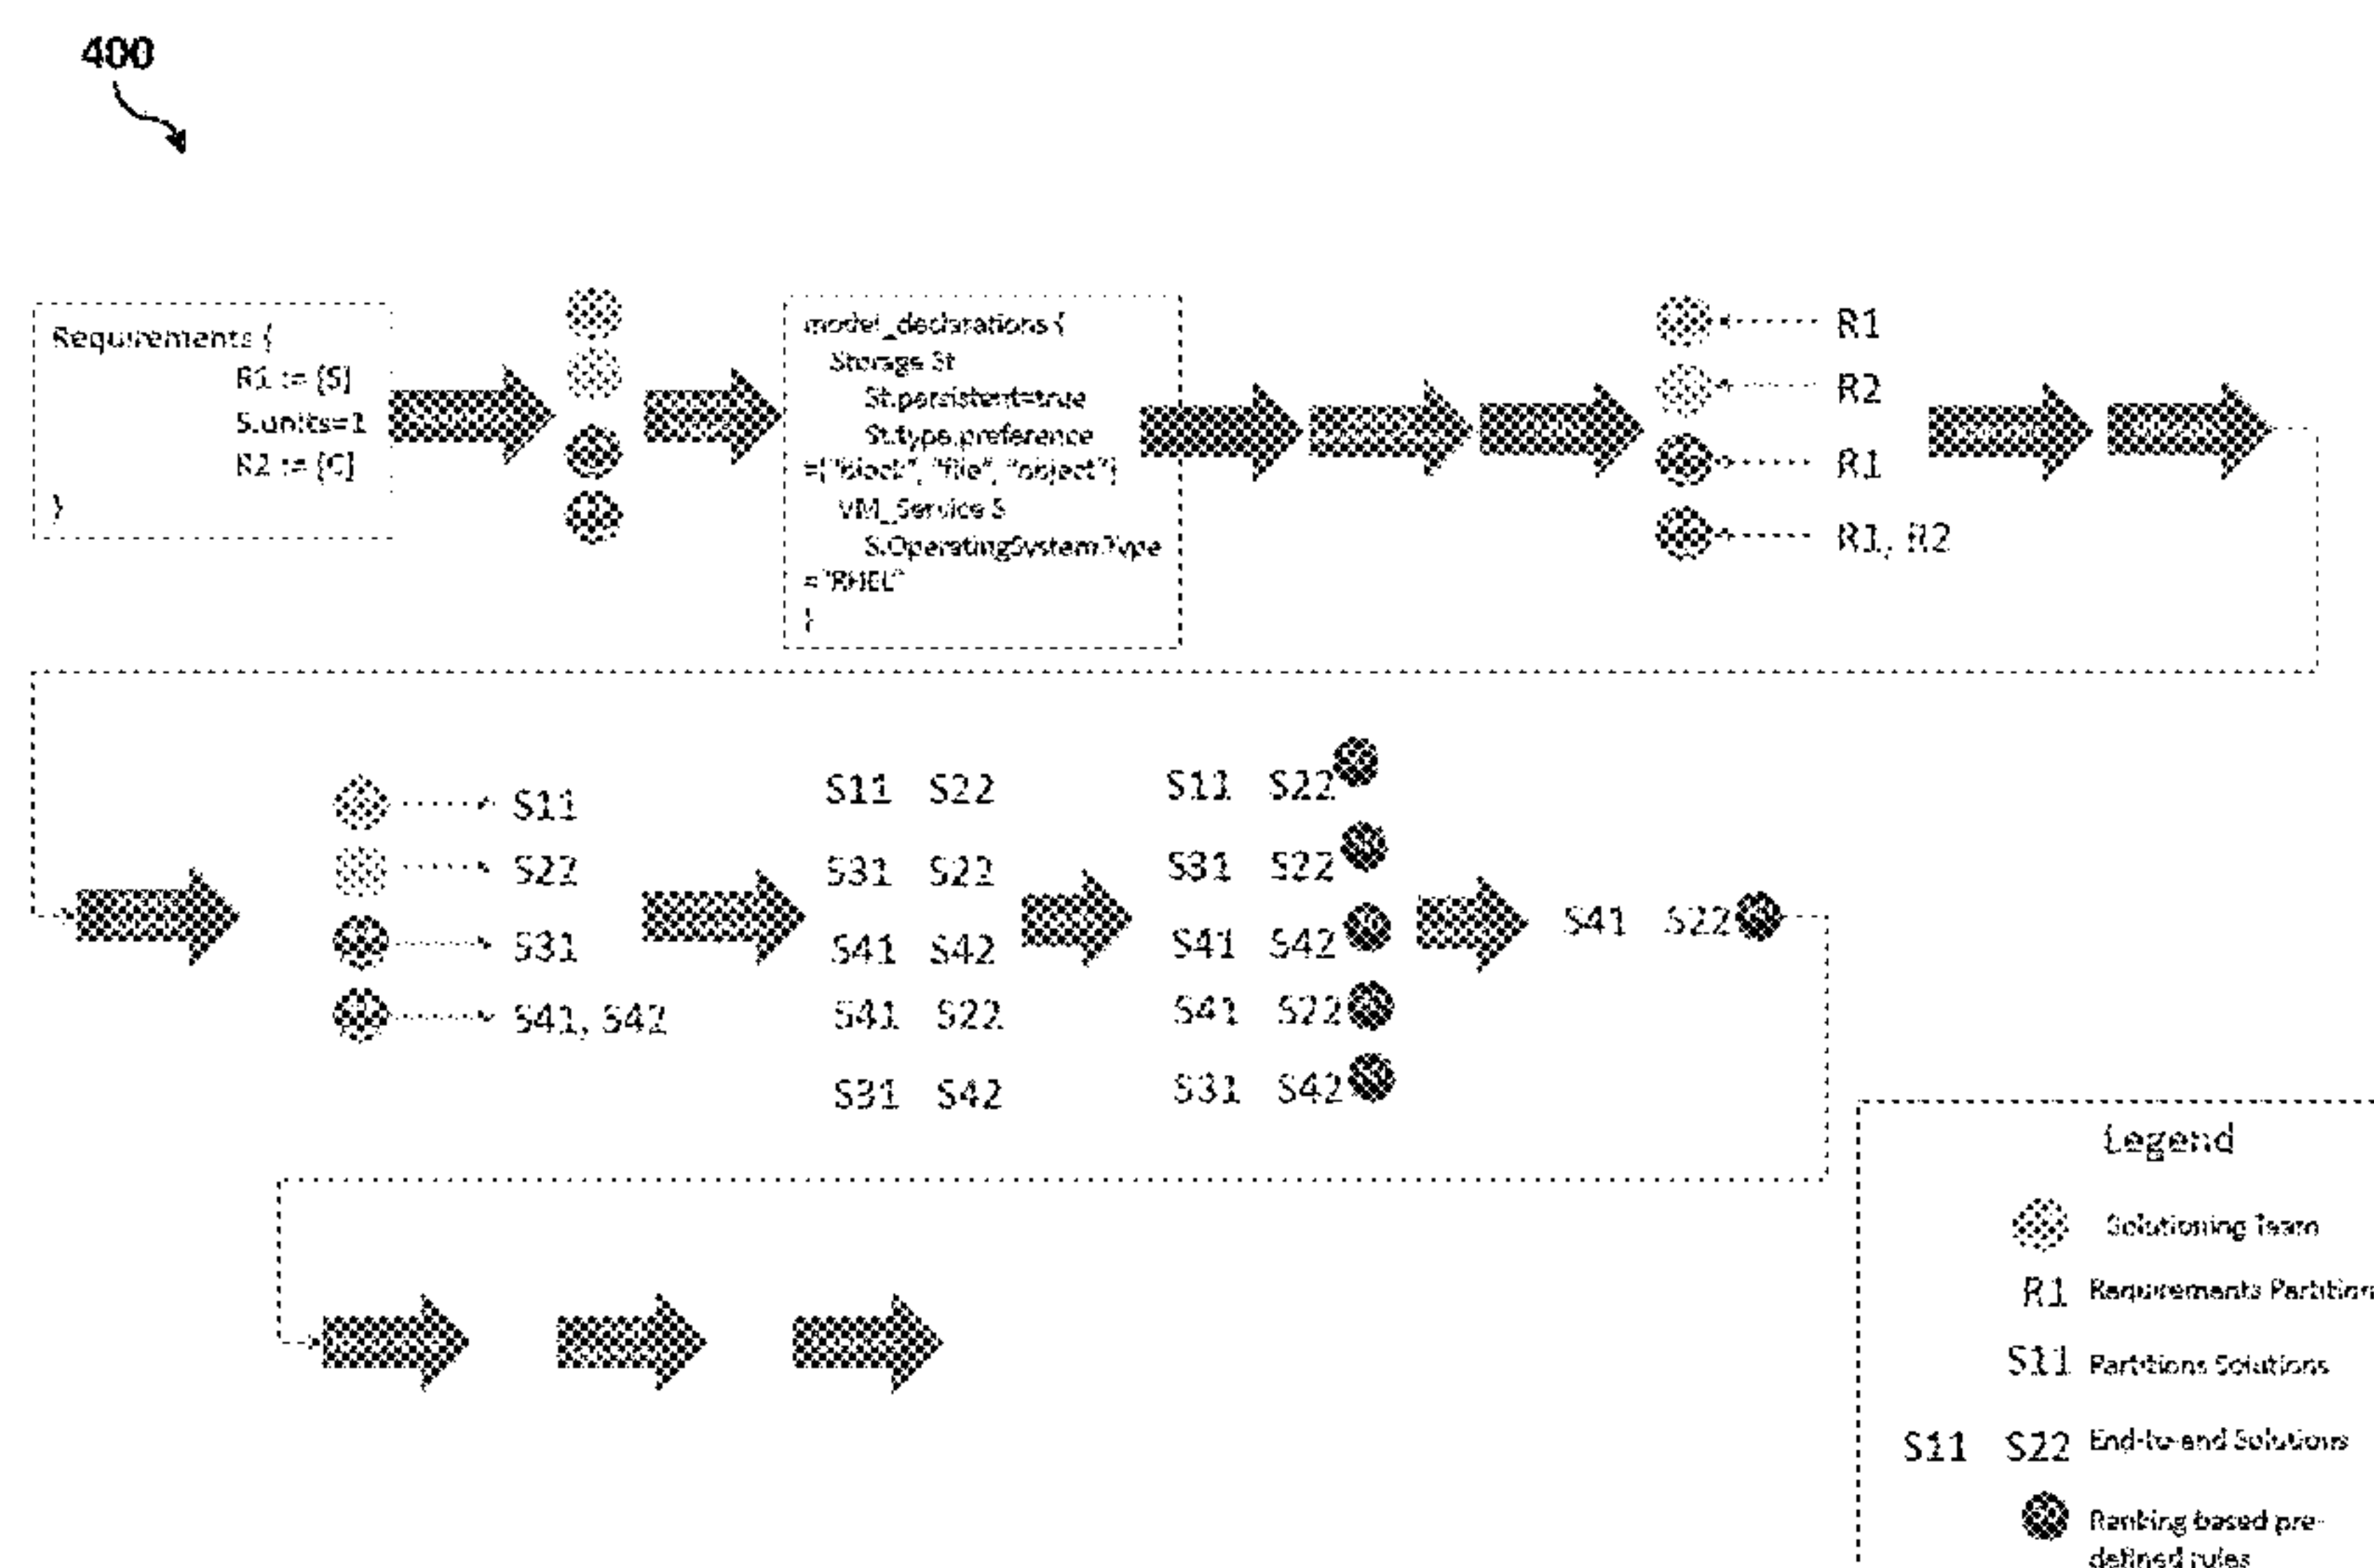 400
Requirements {
R1 := {S}
S.units=1
R2 := {C}
}
model_declarations {
Storage St
St.persistent=true
St.type.preference
={"block", "file", "object"}
VM_Service S
S.OperatingSystem.Type
="RHEL"
}
R1
R2
R1
R1, R2
S11
S22
S31
S41, S42
S11 S22
S31 S22
S41 S42
S41 S22
S31 S42
S11 S22
S31 S22
S41 S42
S41 S22
S31 S42
S41 S22
Legend
Solutioning Team
R1 Requirements Partition
S11 Partitions Solutions
S11 S22 End-to-end Solutions
Ranking based pre-
defined rules